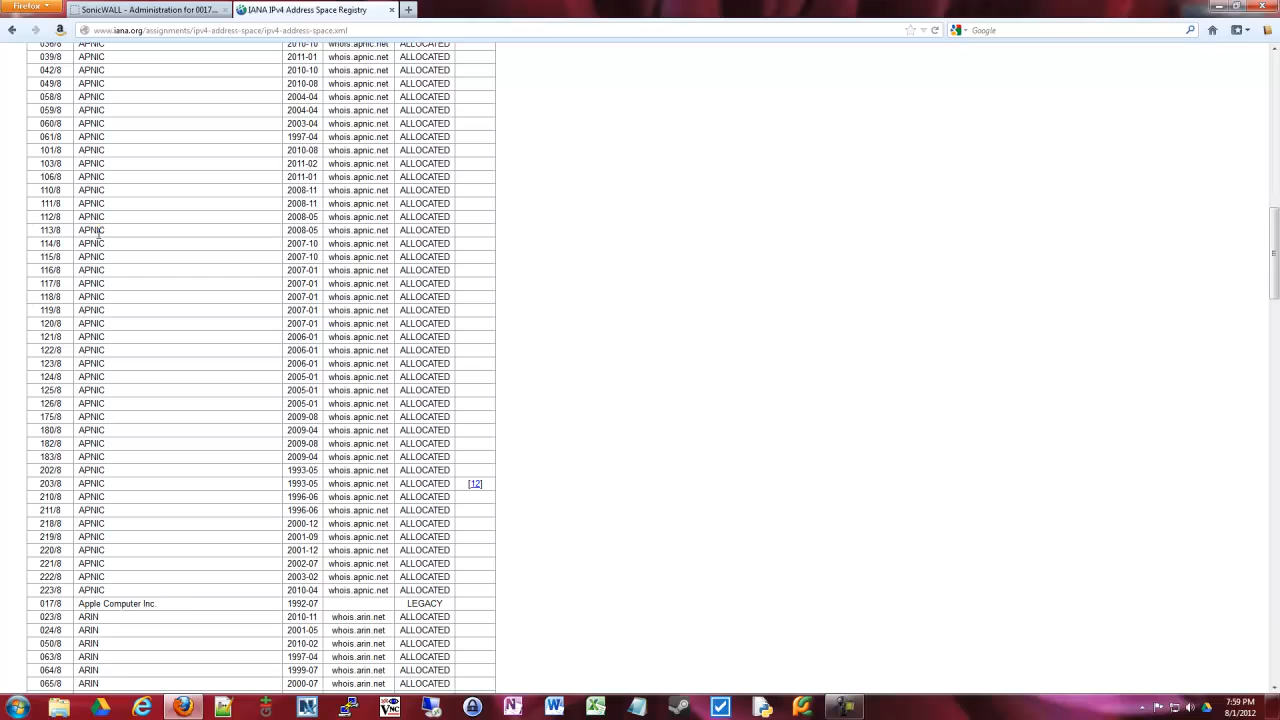 Firefox
SonicWALL - Administration for 0017...
IANA IPv4 Address Space Registry
www.iana.org/assignments/ipv4-address-space/ipv4-address-space.xml
Google
036/8 APNIC 2010-10 whois.apnic.net ALLOCATED
039/8 APNIC 2011-01 whois.apnic.net ALLOCATED
042/8 APNIC 2010-10 whois.apnic.net ALLOCATED
049/8 APNIC 2010-08 whois.apnic.net ALLOCATED
058/8 APNIC 2004-04 whois.apnic.net ALLOCATED
059/8 APNIC 2004-04 whois.apnic.net ALLOCATED
060/8 APNIC 2003-04 whois.apnic.net ALLOCATED
061/8 APNIC 1997-04 whois.apnic.net ALLOCATED
101/8 APNIC 2010-08 whois.apnic.net ALLOCATED
103/8 APNIC 2011-02 whois.apnic.net ALLOCATED
106/8 APNIC 2011-01 whois.apnic.net ALLOCATED
110/8 APNIC 2008-11 whois.apnic.net ALLOCATED
111/8 APNIC 2008-11 whois.apnic.net ALLOCATED
112/8 APNIC 2008-05 whois.apnic.net ALLOCATED
113/8 APNIC 2008-05 whois.apnic.net ALLOCATED
114/8 APNIC 2007-10 whois.apnic.net ALLOCATED
115/8 APNIC 2007-10 whois.apnic.net ALLOCATED
116/8 APNIC 2007-01 whois.apnic.net ALLOCATED
117/8 APNIC 2007-01 whois.apnic.net ALLOCATED
118/8 APNIC 2007-01 whois.apnic.net ALLOCATED
119/8 APNIC 2007-01 whois.apnic.net ALLOCATED
120/8 APNIC 2007-01 whois.apnic.net ALLOCATED
121/8 APNIC 2006-01 whois.apnic.net ALLOCATED
122/8 APNIC 2006-01 whois.apnic.net ALLOCATED
123/8 APNIC 2006-01 whois.apnic.net ALLOCATED
124/8 APNIC 2005-01 whois.apnic.net ALLOCATED
125/8 APNIC 2005-01 whois.apnic.net ALLOCATED
126/8 APNIC 2005-01 whois.apnic.net ALLOCATED
175/8 APNIC 2009-08 whois.apnic.net ALLOCATED
180/8 APNIC 2009-04 whois.apnic.net ALLOCATED
182/8 APNIC 2009-08 whois.apnic.net ALLOCATED
183/8 APNIC 2009-04 whois.apnic.net ALLOCATED
202/8 APNIC 1993-05 whois.apnic.net ALLOCATED
203/8 APNIC 1993-05 whois.apnic.net ALLOCATED [12]
210/8 APNIC 1996-06 whois.apnic.net ALLOCATED
211/8 APNIC 1996-06 whois.apnic.net ALLOCATED
218/8 APNIC 2000-12 whois.apnic.net ALLOCATED
219/8 APNIC 2001-09 whois.apnic.net ALLOCATED
220/8 APNIC 2001-12 whois.apnic.net ALLOCATED
221/8 APNIC 2002-07 whois.apnic.net ALLOCATED
222/8 APNIC 2003-02 whois.apnic.net ALLOCATED
223/8 APNIC 2010-04 whois.apnic.net ALLOCATED
017/8 Apple Computer Inc. 1992-07 LEGACY
023/8 ARIN 2010-11 whois.arin.net ALLOCATED
024/8 ARIN 2001-05 whois.arin.net ALLOCATED
050/8 ARIN 2010-02 whois.arin.net ALLOCATED
063/8 ARIN 1997-04 whois.arin.net ALLOCATED
064/8 ARIN 1999-07 whois.arin.net ALLOCATED
065/8 ARIN 2000-07 whois.arin.net ALLOCATED
7:59 PM
8/1/2012